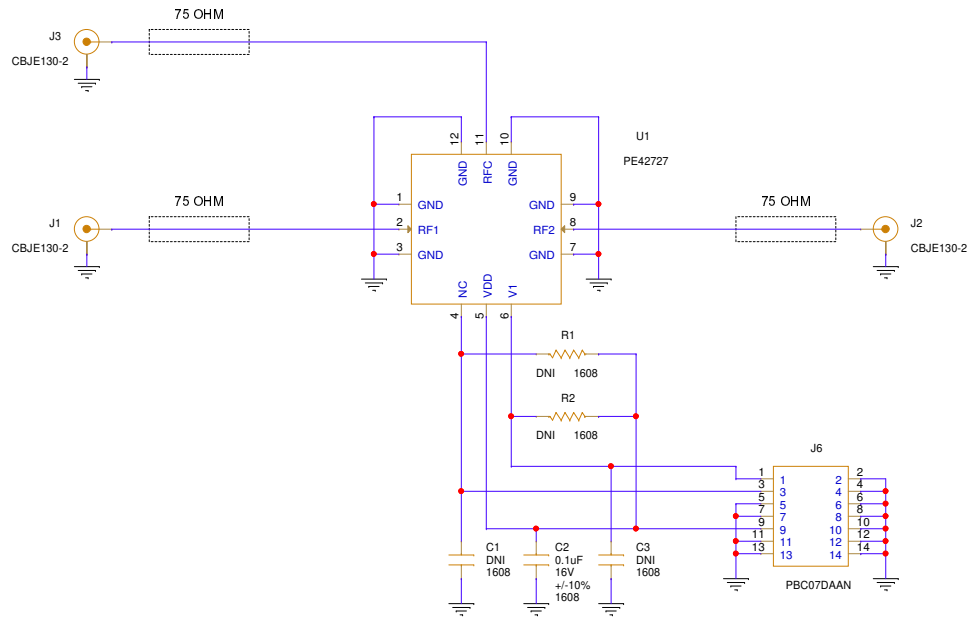 75 OHM
J3
CBJE130-2
12
11
10
GND
RFC
GND
U1
PE42727
75 OHM
J1
CBJE130-2
1
GND
2
RF1
3
GND
9
GND
8
RF2
7
GND
75 OHM
J2
CBJE130-2
NC
VDD
V1
4
5
6
R1
DNI 1608
R2
DNI 1608
J6
1 1 2 2
3 3 4 4
5 5 6 6
7 7 8 8
9 9 10 10
11 11 12 12
13 13 14 14
PBC07DAAN
C1
DNI
1608
C2
0.1uF
16V
+/-10%
1608
C3
DNI
1608